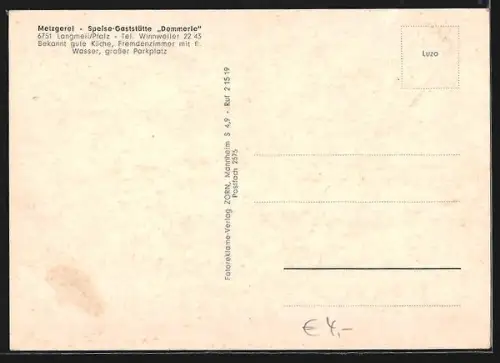 Metzgerei - Speise-Gaststätte „Dammerle"
6751 Langmeil/Pfalz - Tel. Winnweiler 22 43
Bekannt gute Küche, Fremdenzimmer mit fl.
Wasser, großer Parkplatz
Luzo
Fotoreklame-Verlag ZORN, Mannheim S 4,9 - Ruf 2 15 19
Postfach 2575
€ 4,-